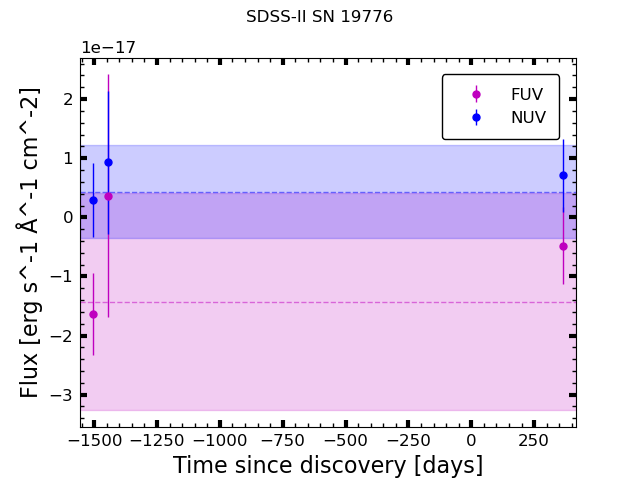 SDSS-II SN 19776
1e−17
FUV
NUV
2
1
0
−1
−2
−3
Flux [erg s^-1 Å^-1 cm^-2]
−1500 −1250 −1000 −750 −500 −250 0 250
Time since discovery [days]